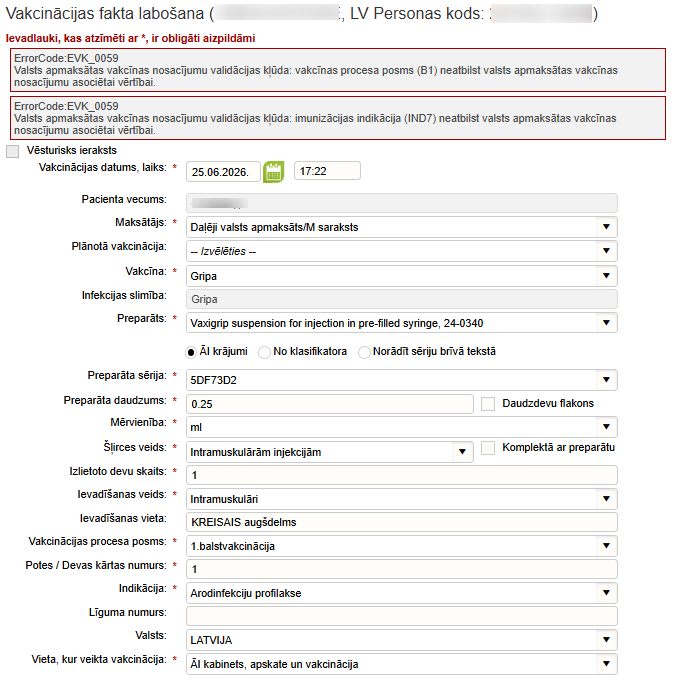 Vakcinācijas fakta labošana (, LV Personas kods: )
Ievadlauki, kas atzīmēti ar *, ir obligāti aizpildāmi
ErrorCode:EVK_0059
Valsts apmaksātas vakcīnas nosacījumu validācijas kļūda: vakcīnas procesa posms (B1) neatbilst valsts apmaksātas vakcīnas
nosacījumu asociētai vērtībai.
ErrorCode:EVK_0059
Valsts apmaksātas vakcīnas nosacījumu validācijas kļūda: imunizācijas indikācija (IND7) neatbilst valsts apmaksātas vakcīnas
nosacījumu asociētai vērtībai.
Vēsturisks ieraksts
Vakcinācijas datums, laiks: * 25.06.2026. 17:22
Pacienta vecums:
Maksātājs: * Daļēji valsts apmaksāts/M saraksts
Plānotā vakcinācija: -- Izvēlēties --
Vakcīna: * Gripa
Infekcijas slimība: Gripa
Preparāts: * Vaxigrip suspension for injection in pre-filled syringe, 24-0340
ĀI krājumi No klasifikatora Norādīt sēriju brīvā tekstā
Preparāta sērija: * 5DF73D2
Preparāta daudzums: * 0.25 Daudzdevu flakons
Mērvienība: * ml
Šļirces veids: * Intramuskulārām injekcijām Komplektā ar preparātu
Izlietoto devu skaits: * 1
Ievadīšanas veids: * Intramuskulāri
Ievadīšanas vieta: KREISAIS augšdelms
Vakcinācijas procesa posms: * 1.balstvakcinācija
Potes / Devas kārtas numurs: * 1
Indikācija: * Arodinfekciju profilakse
Līguma numurs:
Valsts: LATVIJA
Vieta, kur veikta vakcinācija: * ĀI kabinets, apskate un vakcinācija